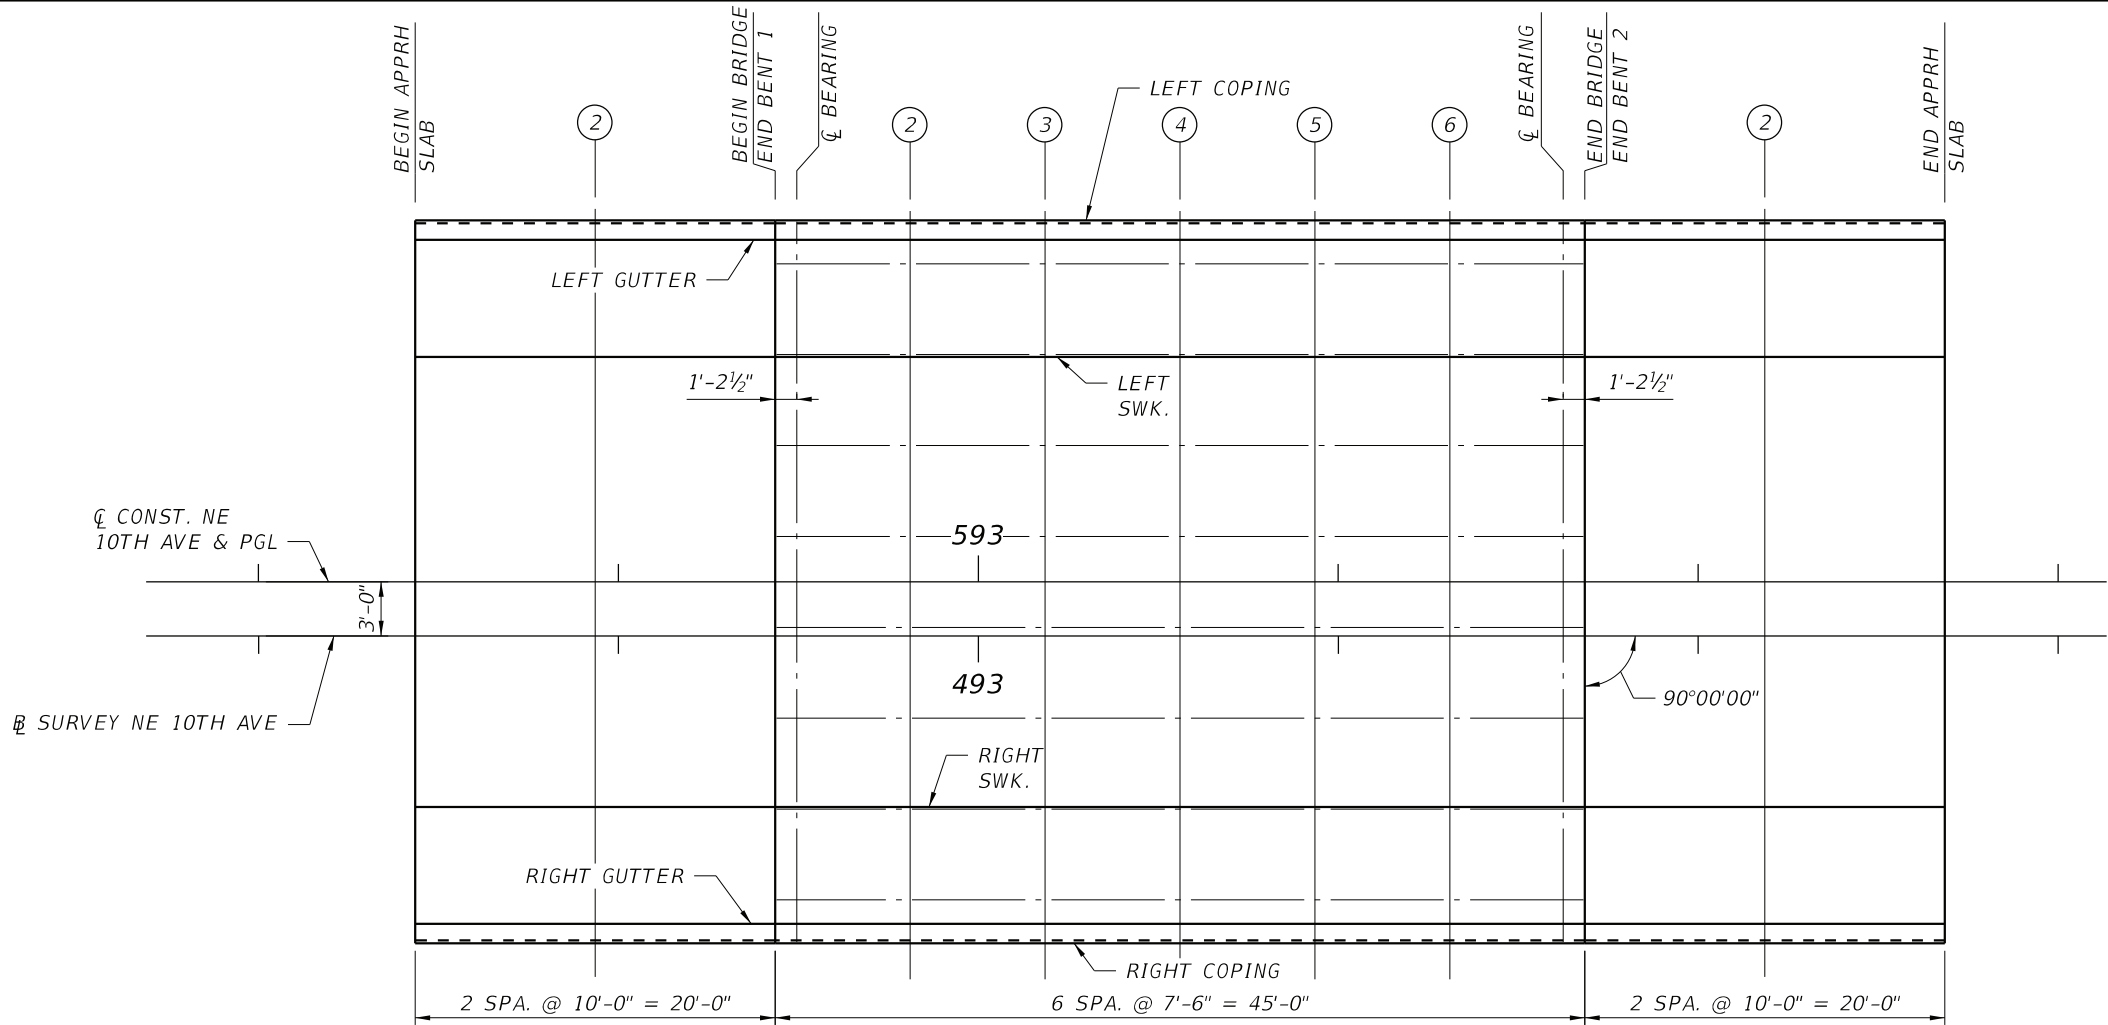 BEGIN APPRH
SLAB
2
BEGIN BRIDGE
END BENT 1
℄ BEARING
2
3
LEFT COPING
4
5
6
℄ BEARING
END BRIDGE
END BENT 2
2
END APPRH
SLAB
LEFT GUTTER
1'-2½"
LEFT
SWK.
1'-2½"
℄ CONST. NE
10TH AVE & PGL
593
3'-0"
493
90°00'00"
BL SURVEY NE 10TH AVE
RIGHT
SWK.
RIGHT GUTTER
RIGHT COPING
2 SPA. @ 10'-0" = 20'-0"
6 SPA. @ 7'-6" = 45'-0"
2 SPA. @ 10'-0" = 20'-0"